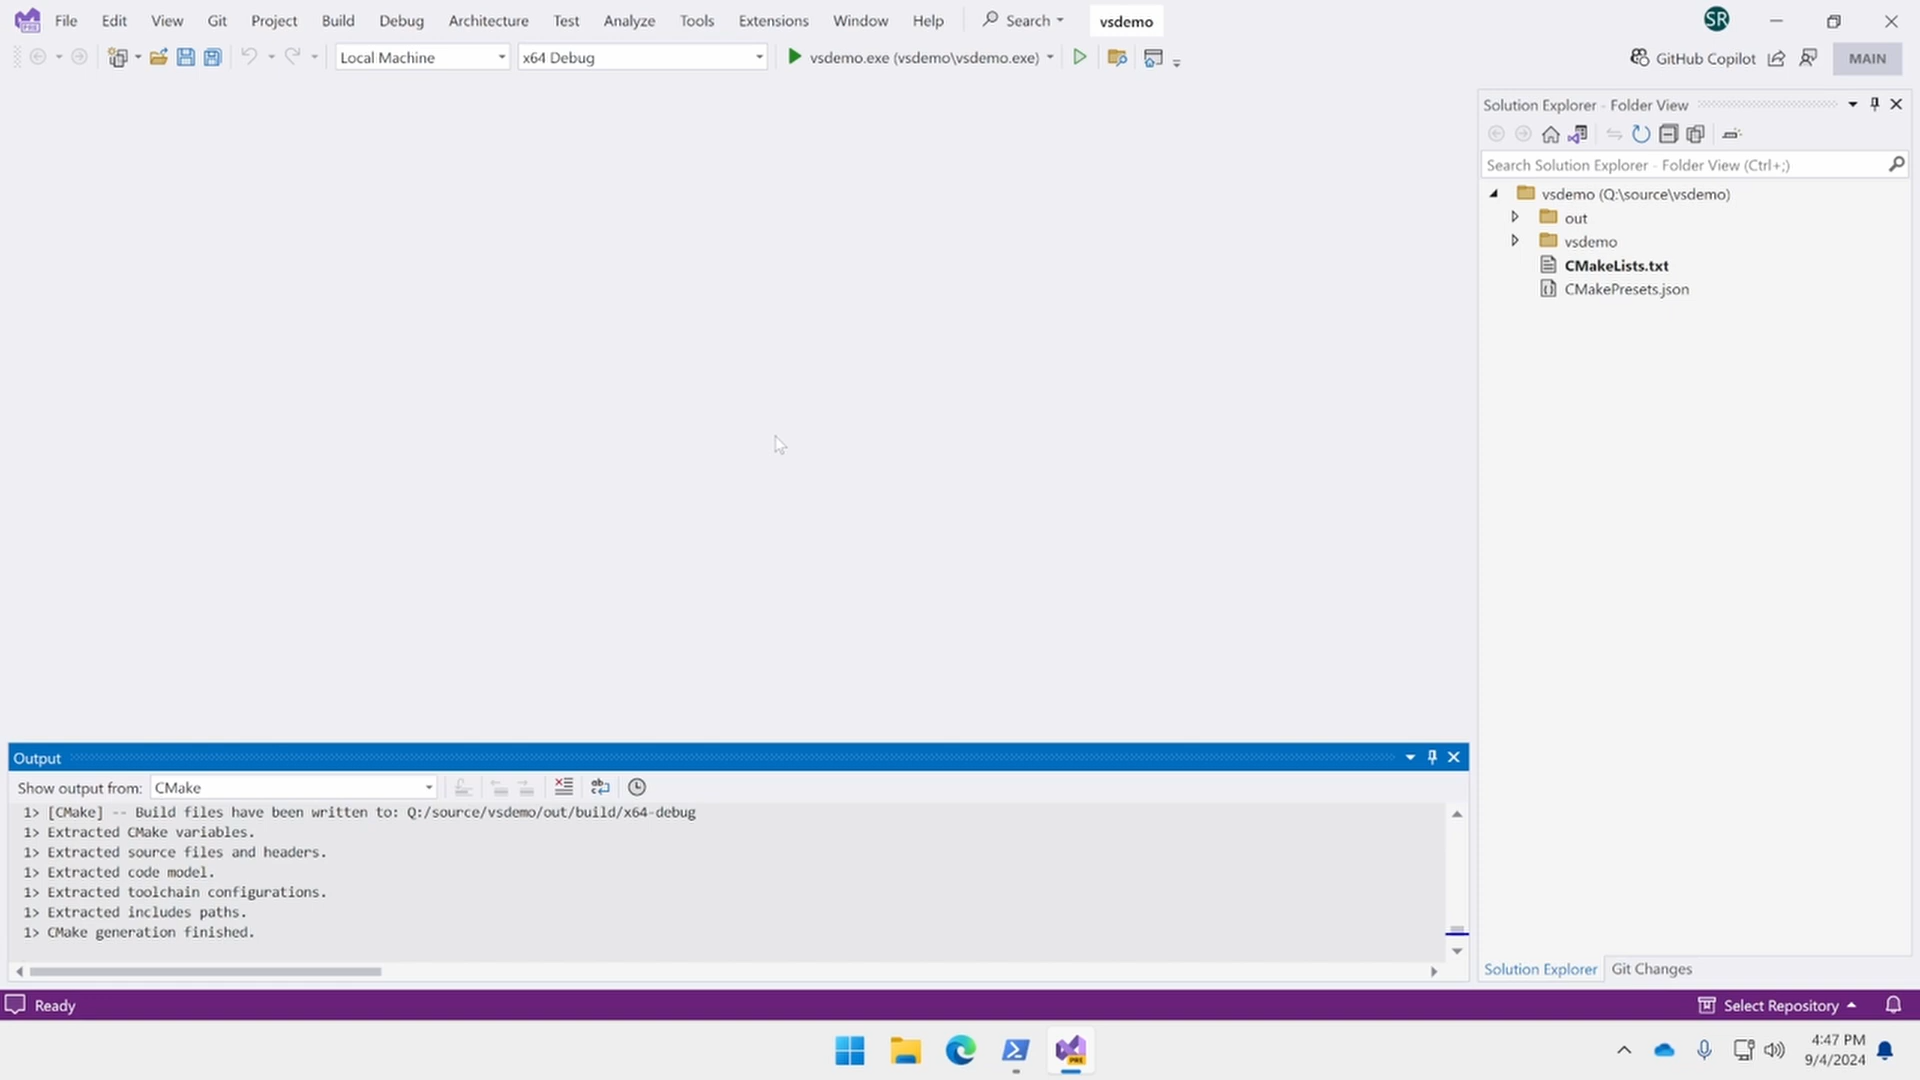 File Edit View Git Project Build Debug Architecture Test Analyze Tools Extensions Window Help Search vsdemo SR
Local Machine x64 Debug vsdemo.exe (vsdemo\vsdemo.exe) GitHub Copilot MAIN
Solution Explorer - Folder View
Search Solution Explorer - Folder View (Ctrl+;)
vsdemo (Q:\source\vsdemo)
out
vsdemo
CMakeLists.txt
CMakePresets.json
Output
Show output from: CMake
1> [CMake] -- Build files have been written to: Q:/source/vsdemo/out/build/x64-debug
1> Extracted CMake variables.
1> Extracted source files and headers.
1> Extracted code model.
1> Extracted toolchain configurations.
1> Extracted includes paths.
1> CMake generation finished.
Solution Explorer Git Changes
Ready Select Repository
PRE
4:47 PM
9/4/2024